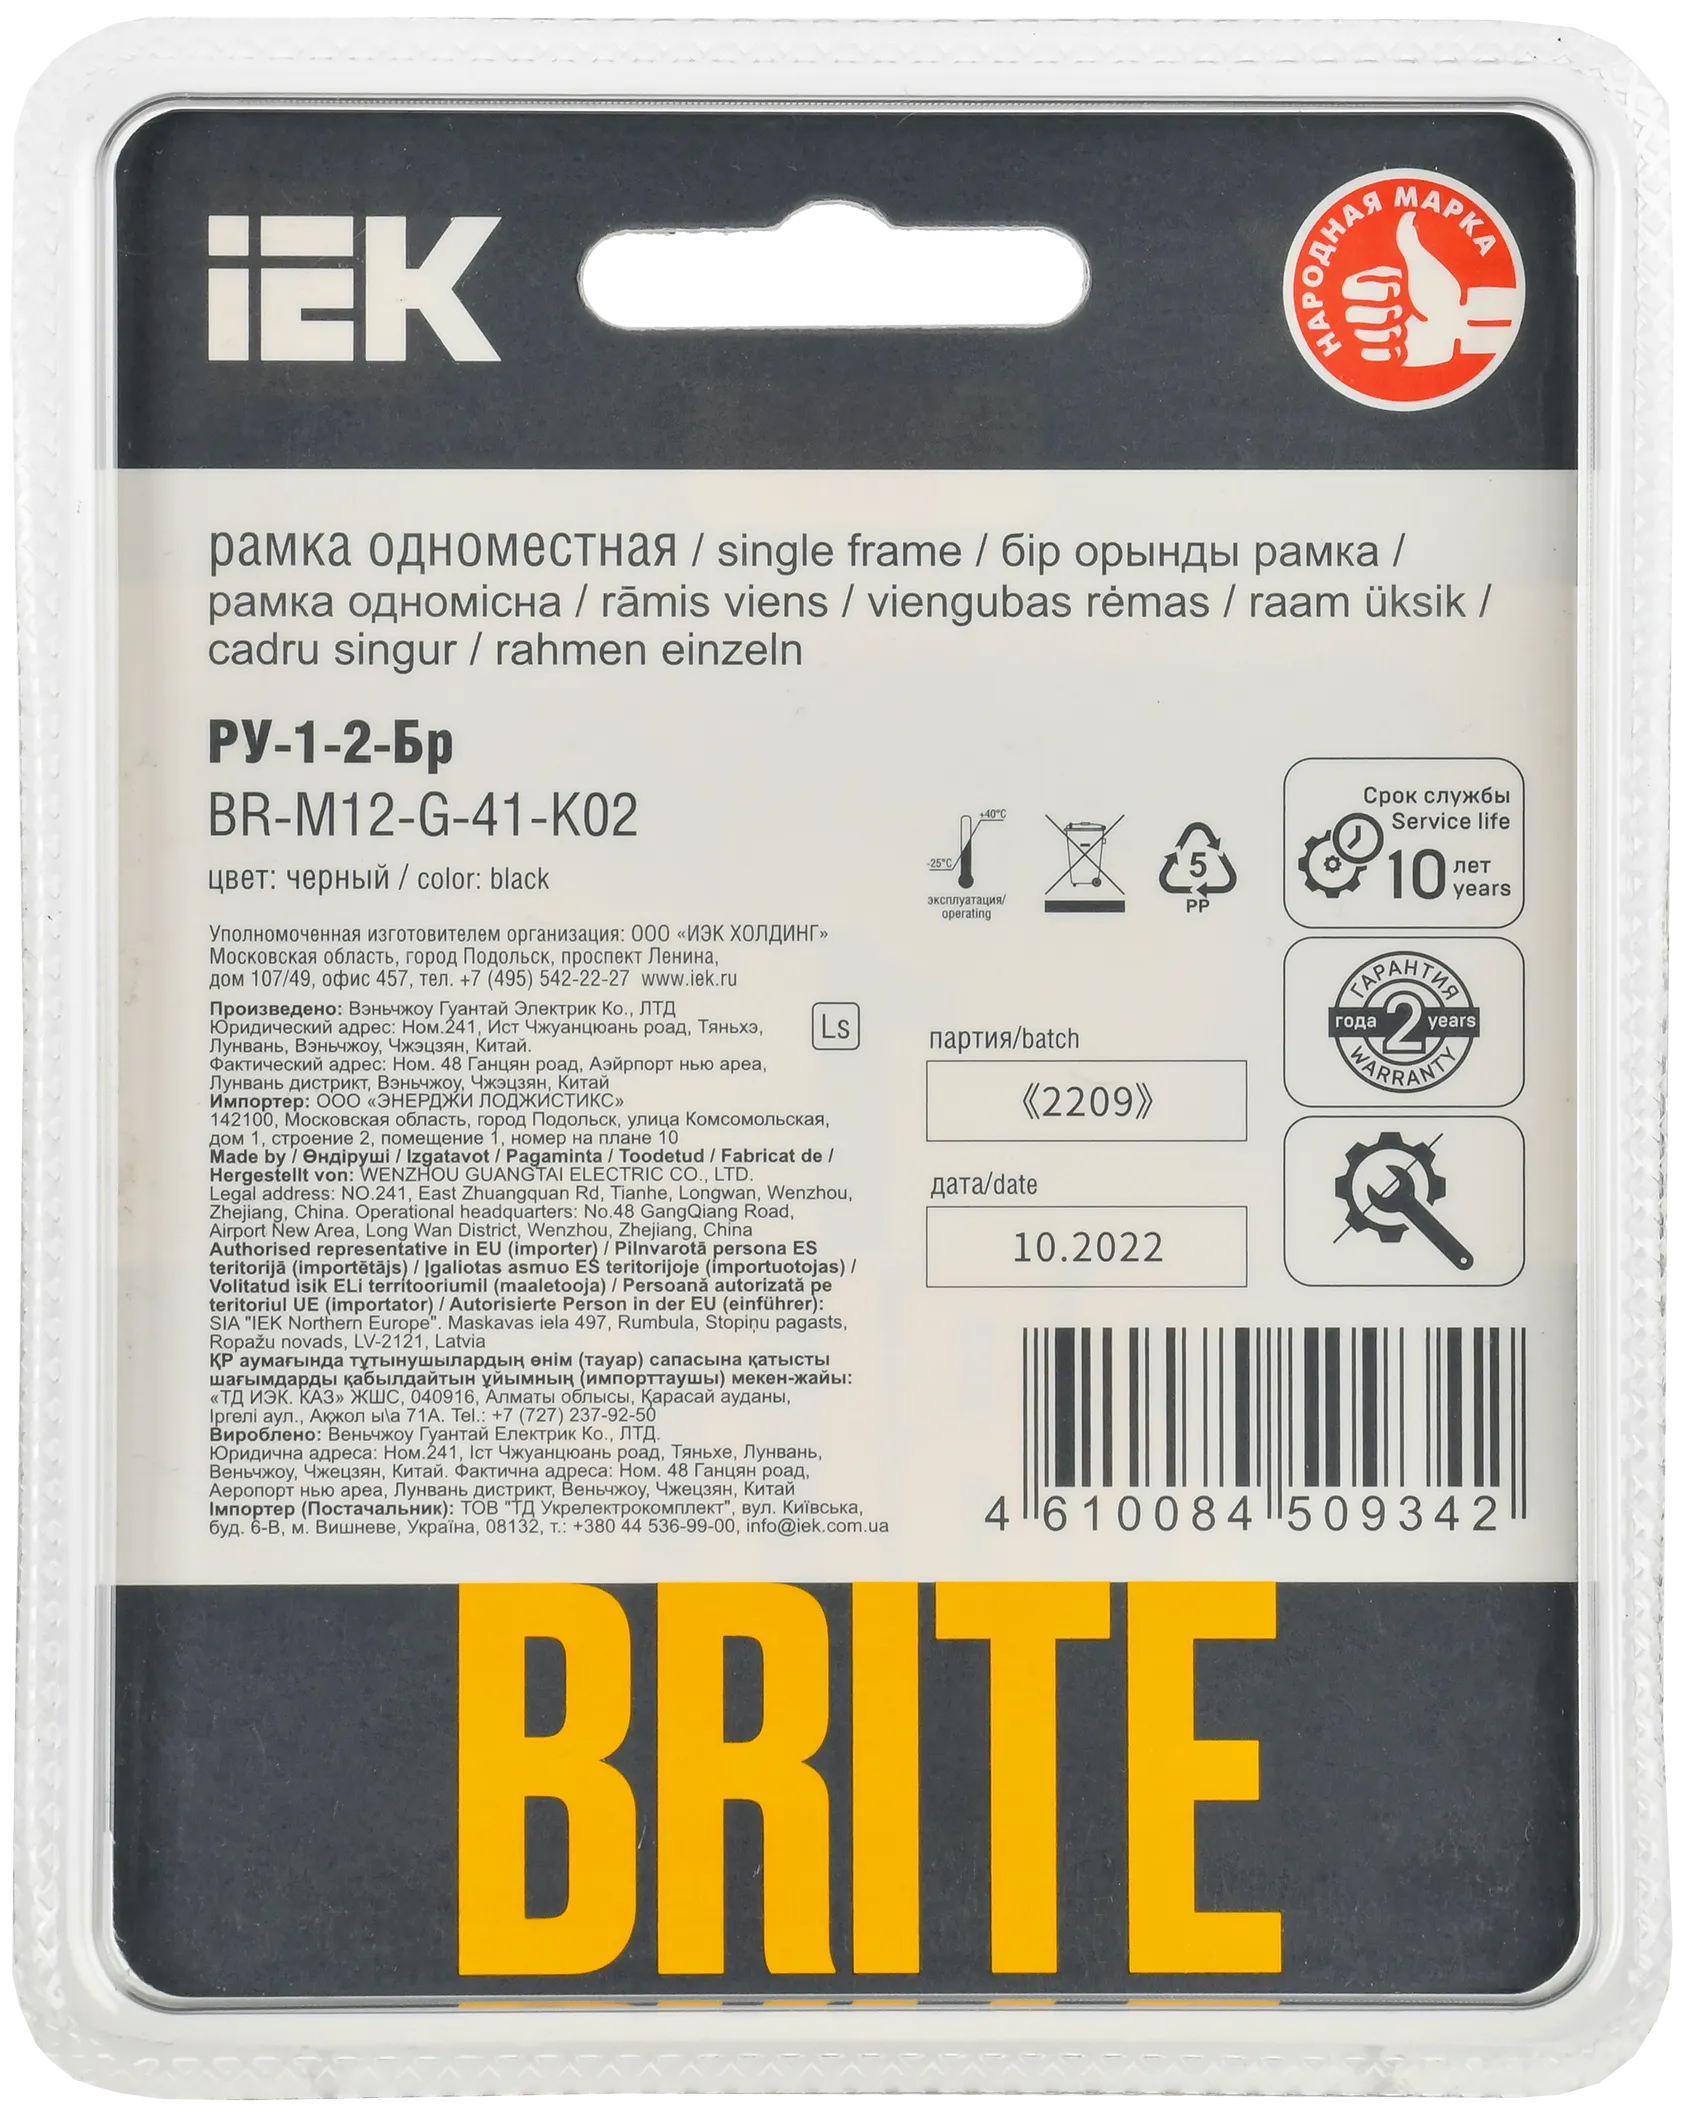 IEK
НАРОДНАЯ МАРКА
рамка одноместная / single frame / бір орынды рамка /
рамка одномісна / rāmis viens / viengubas rėmas / raam üksik /
cadru singur / rahmen einzeln
РУ-1-2-Бр
BR-M12-G-41-K02
цвет: черный / color: black
+40°C
-25°C
эксплуатация/
operating
5
PP
Срок службы
Service life
10 лет
years
ГАРАНТИЯ
года 2 years
WARRANTY
Уполномоченная изготовителем организация: ООО «ИЭК ХОЛДИНГ»
Московская область, город Подольск, проспект Ленина,
дом 107/49, офис 457, тел. +7 (495) 542-22-27 www.iek.ru
Произведено: Вэньчжоу Гуантай Электрик Ко., ЛТД
Юридический адрес: Ном.241, Ист Чжуанцюань роад, Тяньхэ,
Лунвань, Вэньчжоу, Чжэцзян, Китай.
Фактический адрес: Ном. 48 Ганцян роад, Аэйрпорт нью ареа,
Лунвань дистрикт, Вэньчжоу, Чжэцзян, Китай
Импортер: ООО «ЭНЕРДЖИ ЛОДЖИСТИКС»
142100, Московская область, город Подольск, улица Комсомольская,
дом 1, строение 2, помещение 1, номер на плане 10
Made by / Өндіруші / Izgatavot / Pagaminta / Toodetud / Fabricat de /
Hergestellt von: WENZHOU GUANGTAI ELECTRIC CO., LTD.
Legal address: NO.241, East Zhuangquan Rd, Tianhe, Longwan, Wenzhou,
Zhejiang, China. Operational headquarters: No.48 GangQiang Road,
Airport New Area, Long Wan District, Wenzhou, Zhejiang, China
Authorised representative in EU (importer) / Pilnvarotā persona ES
teritorijā (importētājs) / Įgaliotas asmuo ES teritorijoje (importuotojas) /
Volitatud isik ELi territooriumil (maaletooja) / Persoană autorizată pe
teritoriul UE (importator) / Autorisierte Person in der EU (einführer):
SIA "IEK Northern Europe". Maskavas iela 497, Rumbula, Stopiņu pagasts,
Ropažu novads, LV-2121, Latvia
ҚР аумағында тұтынушылардың өнім (тауар) сапасына қатысты
шағымдарды қабылдайтын ұйымның (импорттаушы) мекен-жайы:
«ТД ИЭК. КАЗ» ЖШС, 040916, Алматы облысы, Қарасай ауданы,
Іргелі аул., Ақжол ы\а 71А. Tel.: +7 (727) 237-92-50
Вироблено: Веньчжоу Гуантай Електрик Ко., ЛТД.
Юридична адреса: Ном.241, Іст Чжуанцюань роад, Тяньхе, Лунвань,
Веньчжоу, Чжецзян, Китай. Фактична адреса: Ном. 48 Ганцян роад,
Аеропорт нью ареа, Лунвань дистрикт, Веньчжоу, Чжецзян, Китай
Імпортер (Постачальник): ТОВ "ТД Укрелектрокомплект", вул. Київська,
буд. 6-В, м. Вишневе, Україна, 08132, т.: +380 44 536-99-00, info@iek.com.ua
Ls
партия/batch
《2209》
дата/date
10.2022
4 610084 509342
BRITE